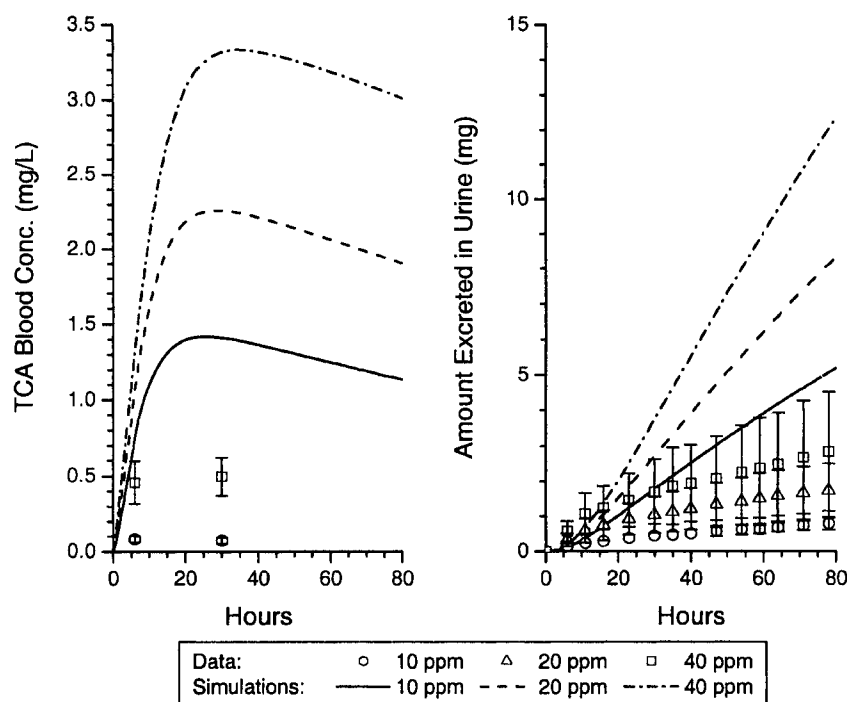 3.5
3.0
2.5
2.0
1.5
1.0
0.5
0.0
TCA Blood Conc. (mg/L)
0 20 40 60 80
Hours
15
10
5
0
Amount Excreted in Urine (mg)
0 20 40 60 80
Hours
Data: 10 ppm 20 ppm 40 ppm
Simulations: 10 ppm 20 ppm 40 ppm